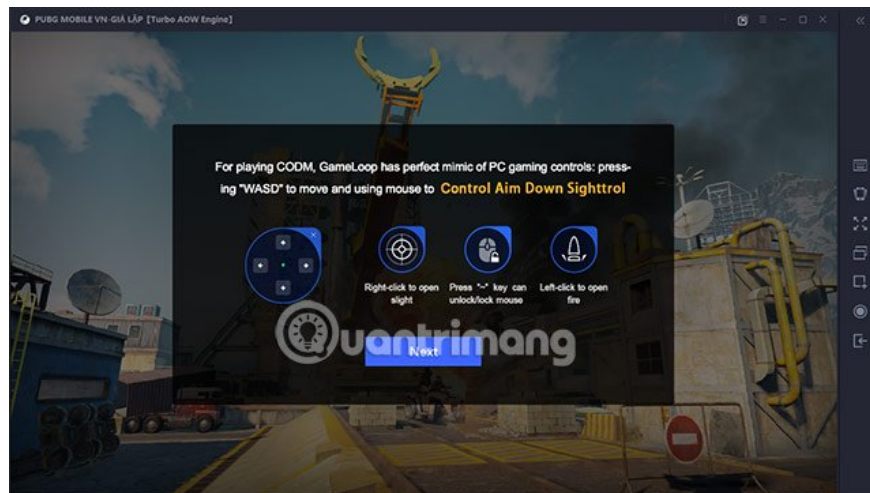 PUBG MOBILE VN-GIẢ LẬP [Turbo AOW Engine]
For playing CODM, GameLoop has perfect mimic of PC gaming controls: press-
ing "WASD" to move and using mouse to Control Aim Down Sighttrol
Right-click to open
slight
Press "~" key can
unlock/lock mouse
Left-click to open
fire
Quantrimang
Next